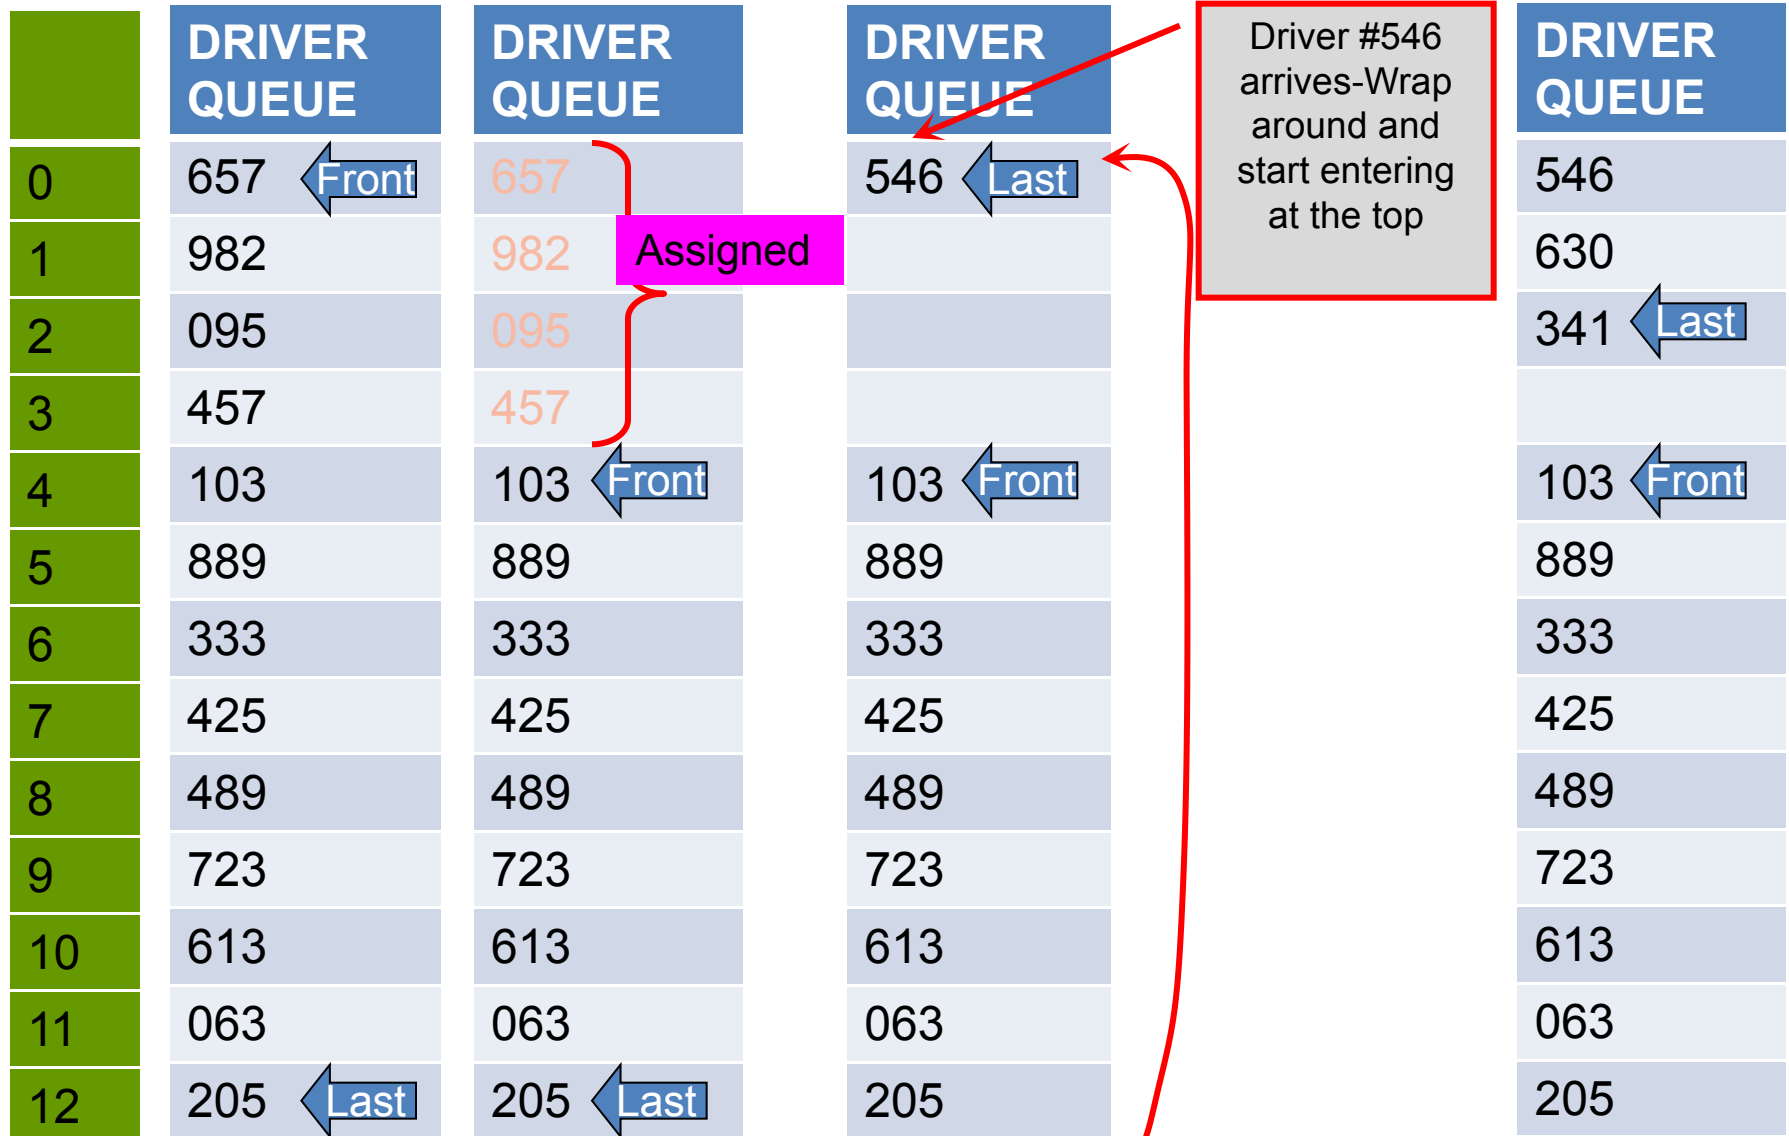 DRIVER QUEUE DRIVER QUEUE DRIVER QUEUE DRIVER QUEUE
Driver #546
arrives-Wrap
around and
start entering
at the top
0 657 Front 657 546 Last 546
1 982 982 Assigned 630
2 095 095 341 Last
3 457 457
4 103 103 Front 103 Front 103 Front
5 889 889 889 889
6 333 333 333 333
7 425 425 425 425
8 489 489 489 489
9 723 723 723 723
10 613 613 613 613
11 063 063 063 063
12 205 Last 205 Last 205 205